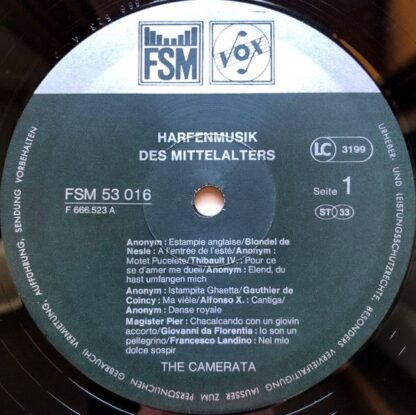 FSM
VOX
HARFENMUSIK
DES MITTELALTERS
LC 3199
FSM 53 016
F 666.523 A
Seite 1
ST 33
Anonym : Estampie anglaise/Blondel de
Nesle : A l'entrée de l'esté/Anonym :
Motet Pucelete/Thibault IV. : Pour ce
se d'amer me dueil/Anonym : Elend, du
hast umfangen mich
Anonym : Istampita Ghaetta/Gauthier de
Coincy : Ma vièle/Alfonso X. : Cantiga/
Anonym : Danse royale
Magister Pier : Chacalcando con un giovin
accorto/Giovanni da Florentia : Io son un
pellegrino/Francesco Landino : Nel mio
dolce sospir
THE CAMERATA
URHEBER- UND LEISTUNGSSCHUTZRECHTE, BESONDERS VERVIELFÄLTIGUNG (AUSSER ZUM PERSÖNLICHEN GEBRAUCH), VERMIETUNG, AUFFÜHRUNG, SENDUNG VORBEHALTEN